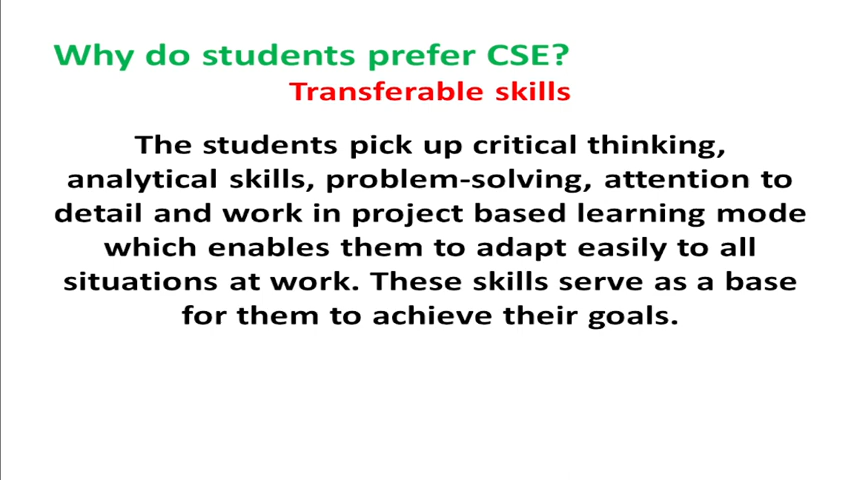 Why do students prefer CSE?
Transferable skills
The students pick up critical thinking,
analytical skills, problem-solving, attention to
detail and work in project based learning mode
which enables them to adapt easily to all
situations at work. These skills serve as a base
for them to achieve their goals.